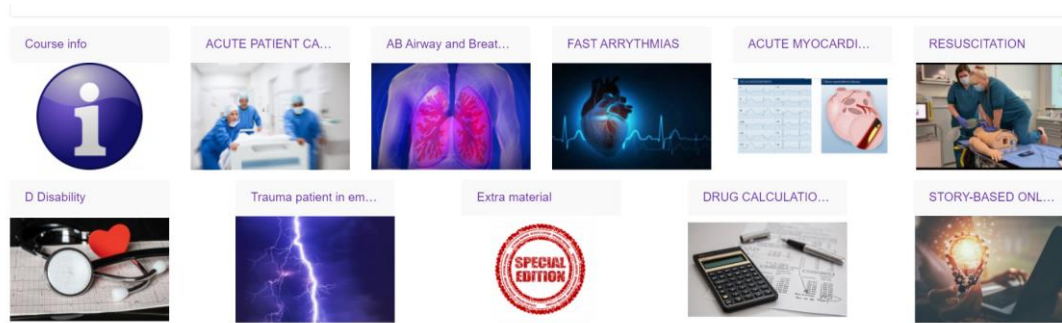 Course info
ACUTE PATIENT CA...
AB Airway and Breat...
FAST ARRYTHMIAS
ACUTE MYOCARDI...
RESUSCITATION
D Disability
Trauma patient in em...
Extra material
DRUG CALCULATIO...
STORY-BASED ONL...
SPECIAL
EDITION